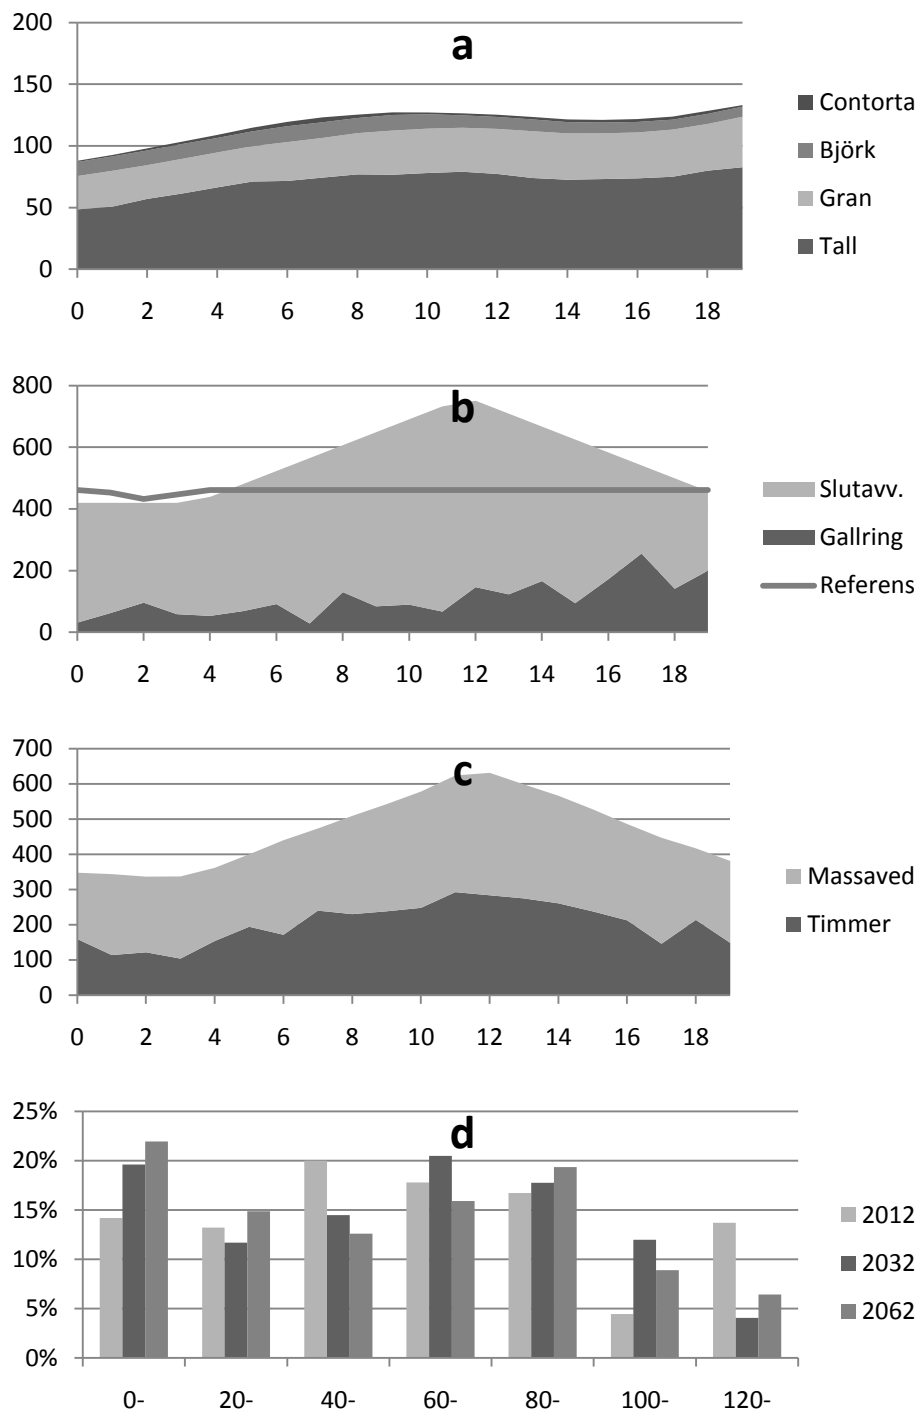 a
200
150
100
50
0
0 2 4 6 8 10 12 14 16 18
Contorta
Björk
Gran
Tall
b
800
600
400
200
0
0 2 4 6 8 10 12 14 16 18
Slutavv.
Gallring
Referens
c
700
600
500
400
300
200
100
0
0 2 4 6 8 10 12 14 16 18
Massaved
Timmer
d
25%
20%
15%
10%
5%
0%
0- 20- 40- 60- 80- 100- 120-
2012
2032
2062